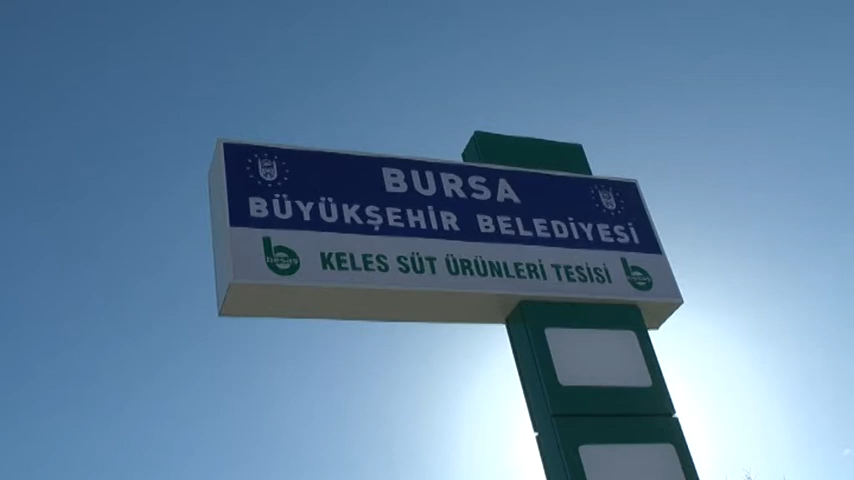 BURSA
BÜYÜKŞEHİR BELEDİYESİ
KELES SÜT ÜRÜNLERİ TESİSİ